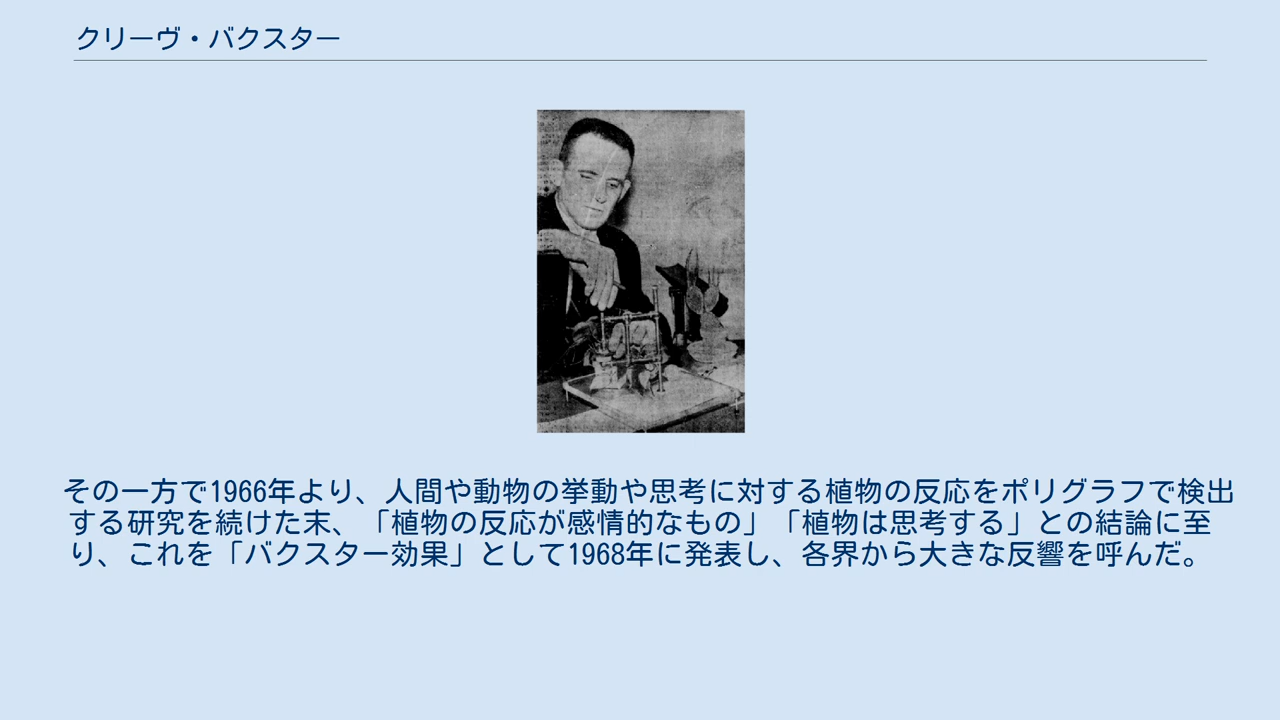 クリーヴ・バクスター
その一方で1966年より、人間や動物の挙動や思考に対する植物の反応をポリグラフで検出
する研究を続けた末、「植物の反応が感情的なもの」「植物は思考する」との結論に至
り、これを「バクスター効果」として1968年に発表し、各界から大きな反響を呼んだ。